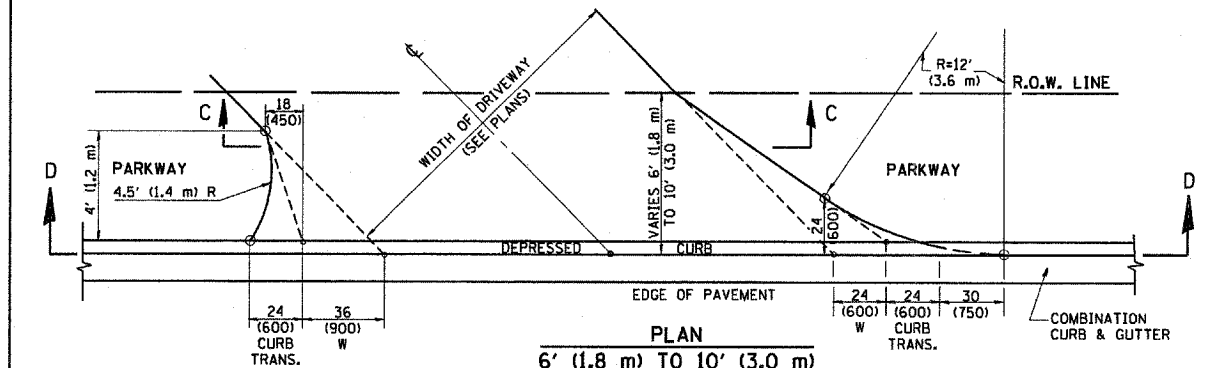 R=12'
(3.6 m)
R.O.W. LINE
C
18
(450)
WIDTH OF DRIVEWAY
(SEE PLANS)
℄
C
D
4' (1.2 m)
PARKWAY
4.5' (1.4 m) R
VARIES 6' (1.8 m)
TO 10' (3.0 m)
PARKWAY
24
(600)
D
DEPRESSED CURB
EDGE OF PAVEMENT
24
(600)
CURB
TRANS.
36
(900)
W
24
(600)
W
24
(600)
CURB
TRANS.
30
(750)
COMBINATION
CURB & GUTTER
PLAN
6' (1.8 m) TO 10' (3.0 m)